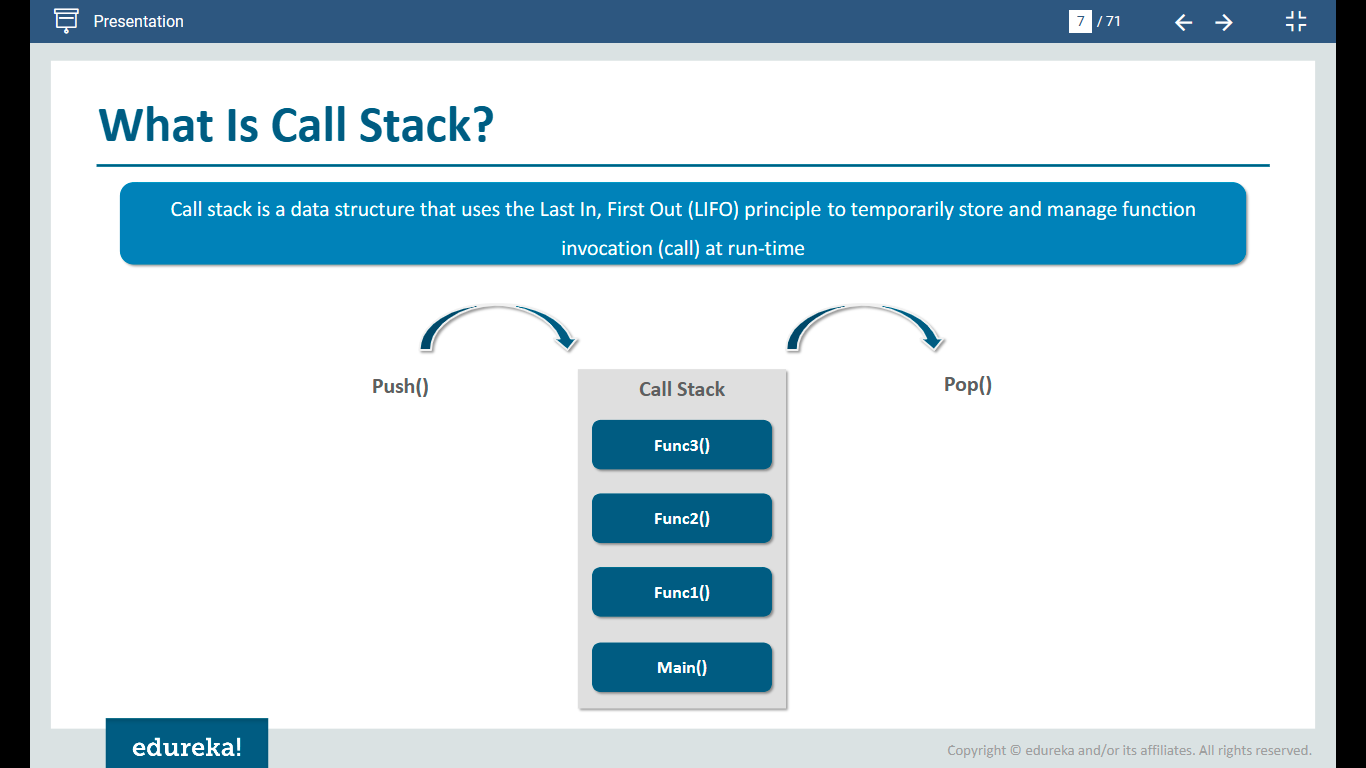 Presentation
7 / 71
What Is Call Stack?
Call stack is a data structure that uses the Last In, First Out (LIFO) principle to temporarily store and manage function
invocation (call) at run-time
Push()
Pop()
Call Stack
Func3()
Func2()
Func1()
Main()
edureka!
Copyright © edureka and/or its affiliates. All rights reserved.